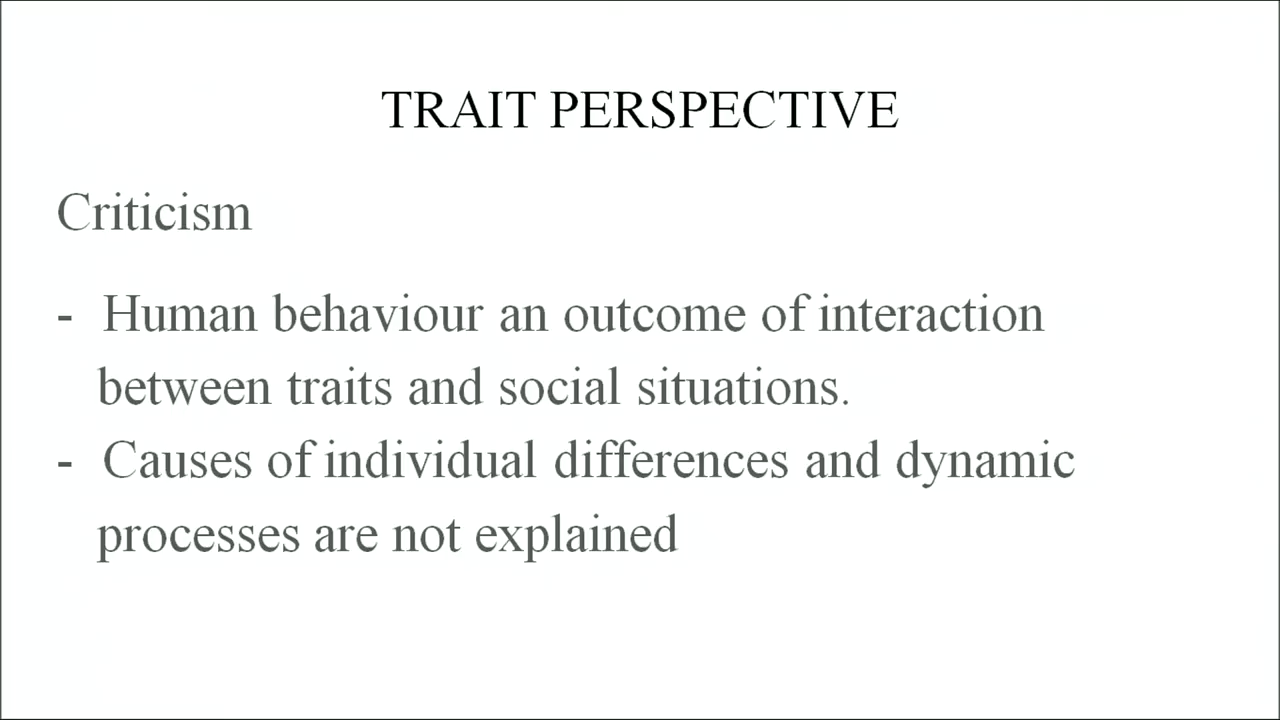 TRAIT PERSPECTIVE
Criticism
- Human behaviour an outcome of interaction
between traits and social situations.
- Causes of individual differences and dynamic
processes are not explained